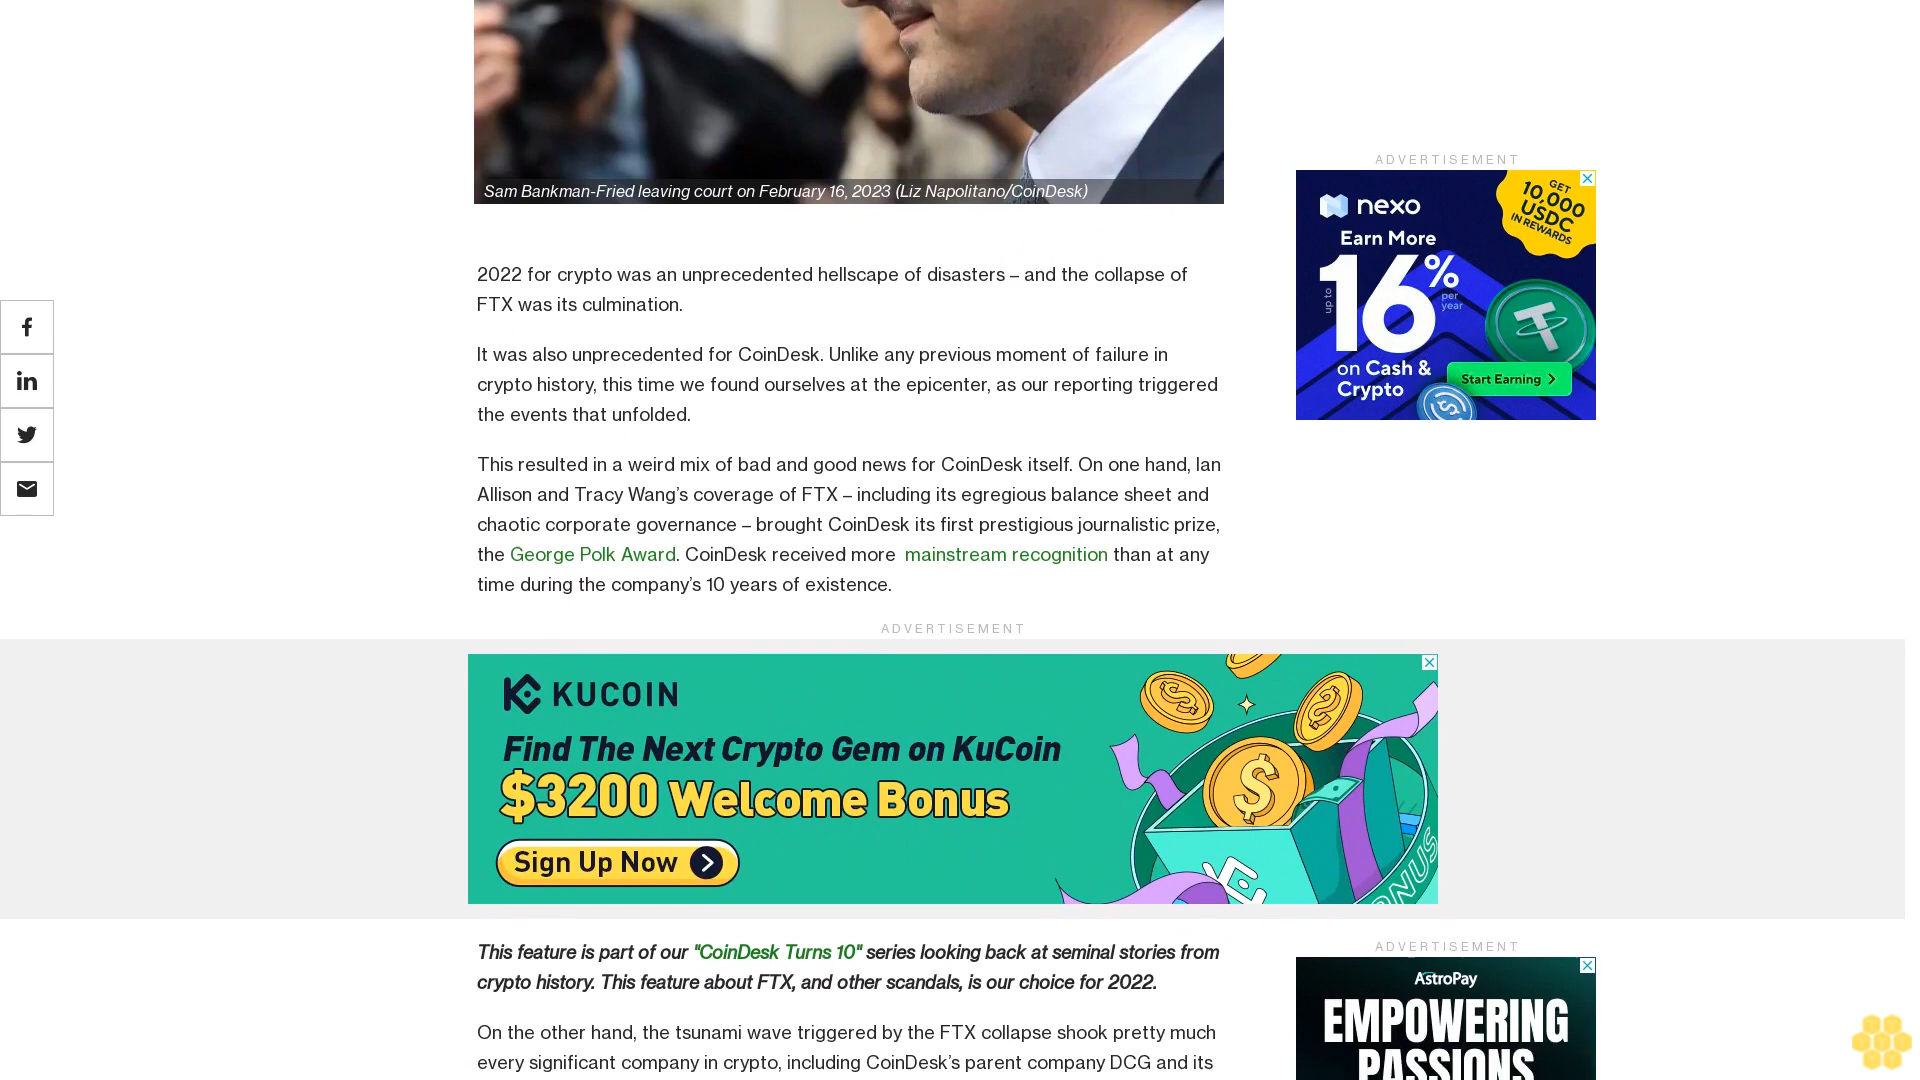 Sam Bankman-Fried leaving court on February 16, 2023 (Liz Napolitano/CoinDesk)
2022 for crypto was an unprecedented hellscape of disasters – and the collapse of
FTX was its culmination.
It was also unprecedented for CoinDesk. Unlike any previous moment of failure in
crypto history, this time we found ourselves at the epicenter, as our reporting triggered
the events that unfolded.
This resulted in a weird mix of bad and good news for CoinDesk itself. On one hand, Ian
Allison and Tracy Wang’s coverage of FTX – including its egregious balance sheet and
chaotic corporate governance – brought CoinDesk its first prestigious journalistic prize,
the George Polk Award. CoinDesk received more mainstream recognition than at any
time during the company’s 10 years of existence.
ADVERTISEMENT
nexo
GET
10,000
USDC
IN REWARDS
Earn More
up to
16%
per
year
on Cash &
Crypto
Start Earning
ADVERTISEMENT
KUCOIN
Find The Next Crypto Gem on KuCoin
$3200 Welcome Bonus
Sign Up Now
BONUS
This feature is part of our "CoinDesk Turns 10" series looking back at seminal stories from
crypto history. This feature about FTX, and other scandals, is our choice for 2022.
On the other hand, the tsunami wave triggered by the FTX collapse shook pretty much
every significant company in crypto, including CoinDesk’s parent company DCG and its
ADVERTISEMENT
AstroPay
EMPOWERING
PASSIONS